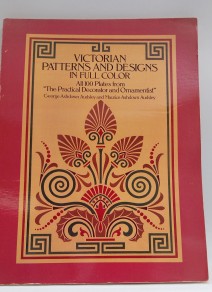 VICTORIAN
PATTERNS AND DESIGNS
IN FULL COLOR
All 100 Plates from
"The Practical Decorator and Ornamentist"
George Ashdown Audsley and Maurice Ashdown Audsley